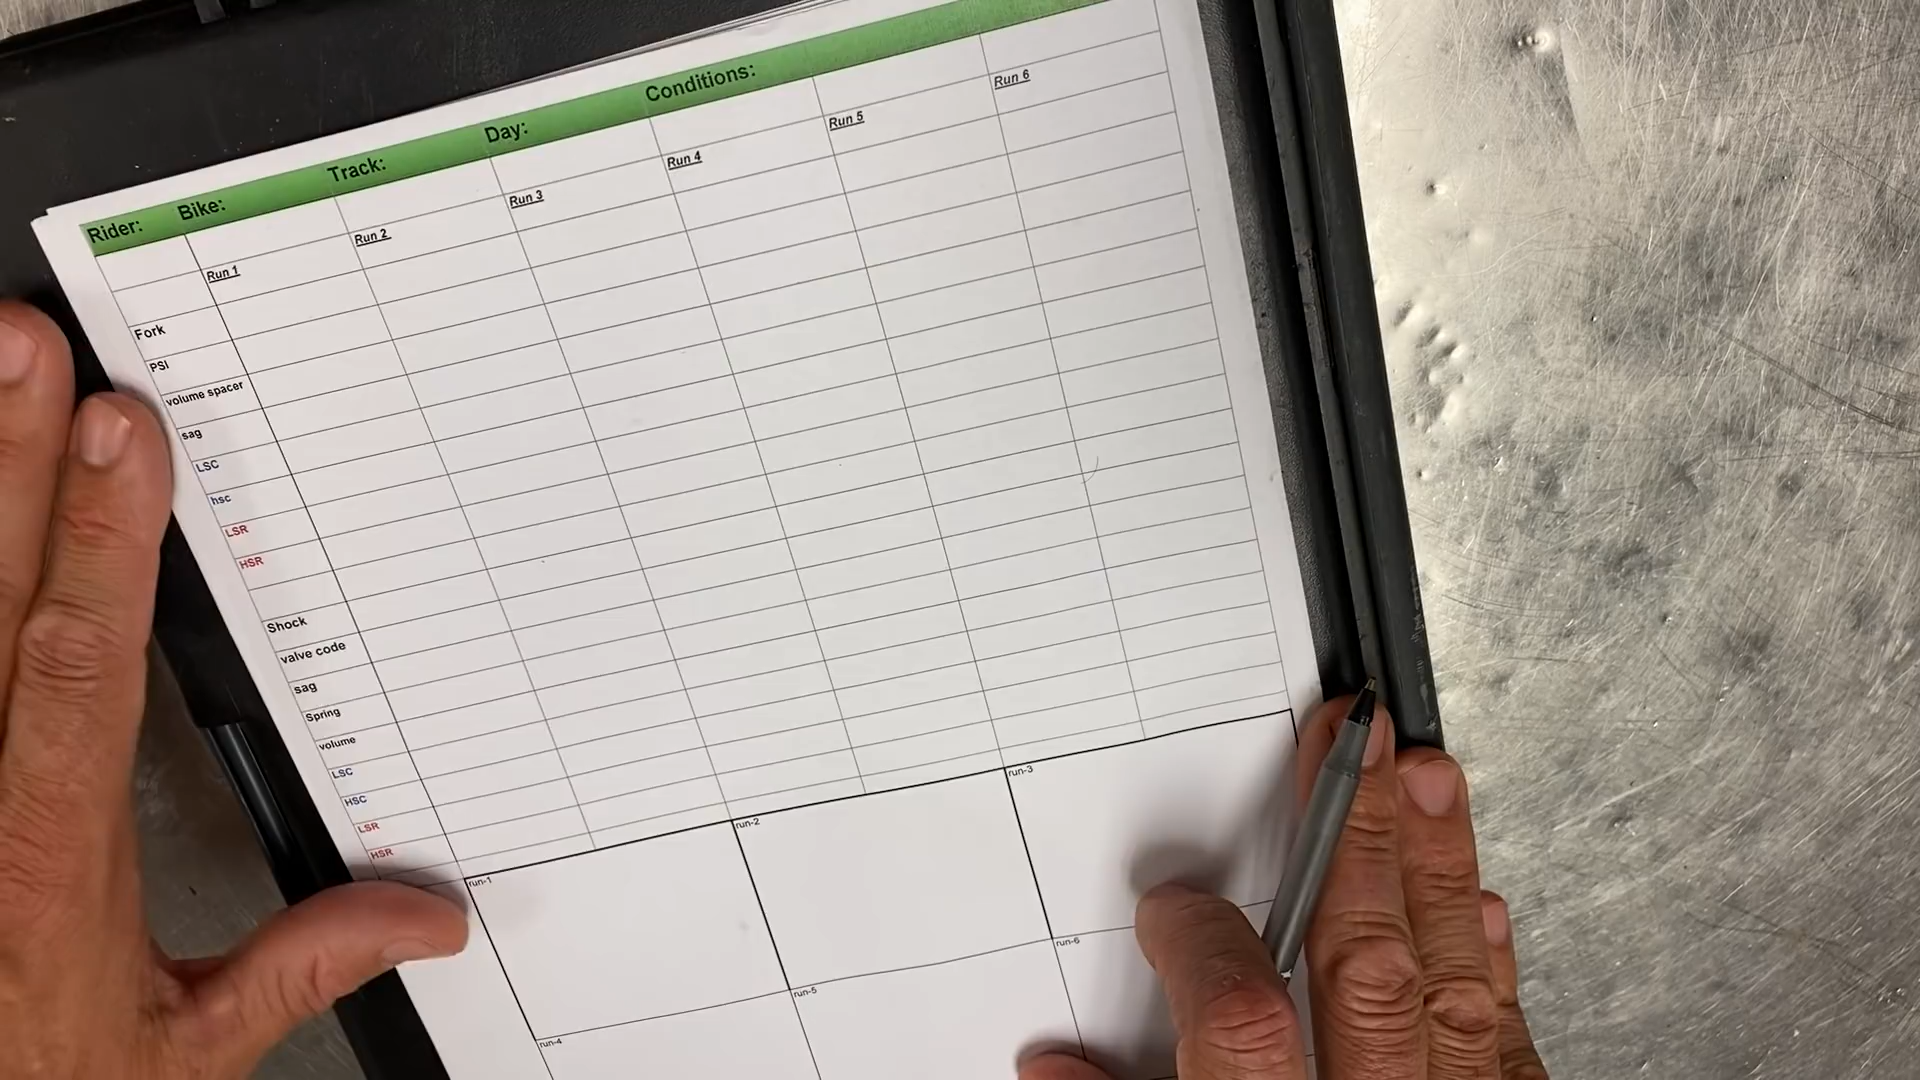 Rider: Bike: Track: Day: Conditions:
Run 1 Run 2 Run 3 Run 4 Run 5 Run 6
Fork
PSI
volume spacer
sag
LSC
hsc
LSR
HSR
Shock
valve code
sag
Spring
volume
LSC
HSC
LSR
HSR
run-1 run-2 run-3
run-4 run-5 run-6